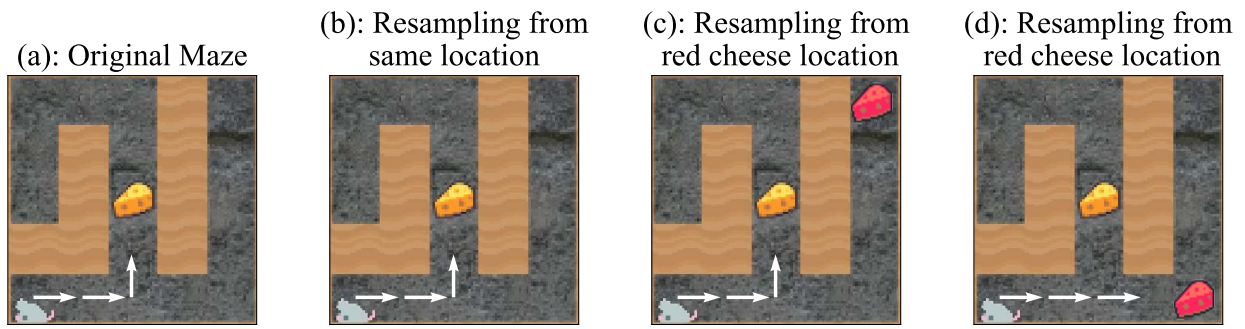 (a): Original Maze
(b): Resampling from
same location
(c): Resampling from
red cheese location
(d): Resampling from
red cheese location